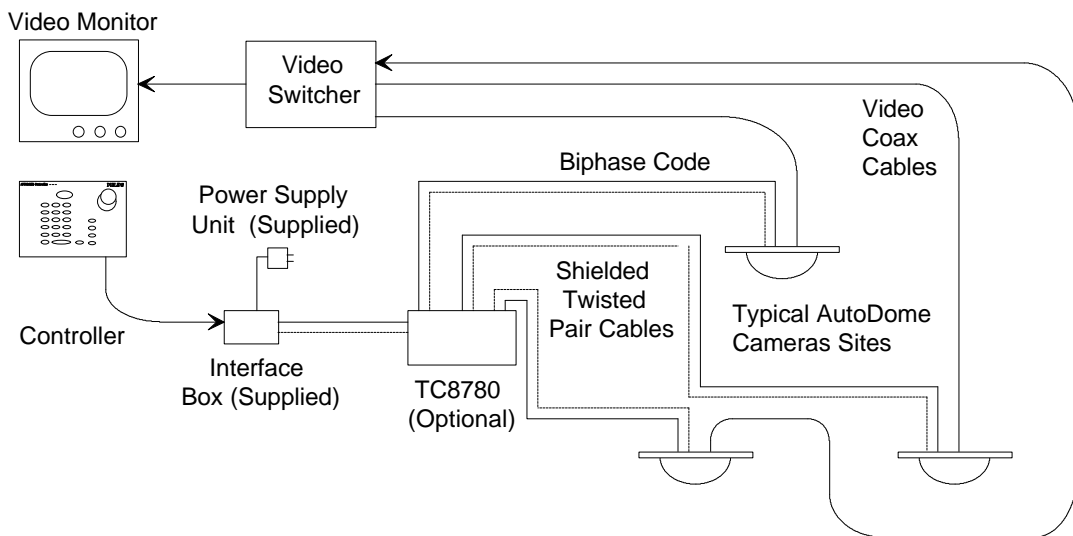 Video Monitor
Video
Switcher
Video
Coax
Cables
Biphase Code
PHILIPS
Power Supply
Unit (Supplied)
Shielded
Twisted
Pair Cables
Typical AutoDome
Cameras Sites
Controller
Interface
Box (Supplied)
TC8780
(Optional)